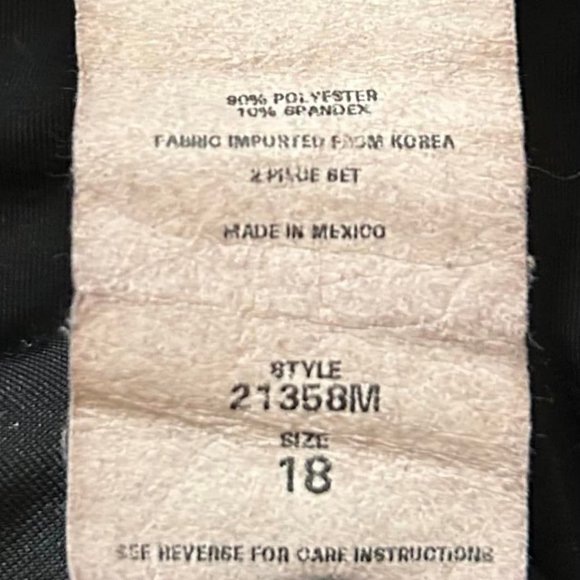 90% POLYESTER
10% SPANDEX
FABRIC IMPORTED FROM KOREA
2 PIECE SET
MADE IN MEXICO
STYLE
21358M
SIZE
18
SEE REVERSE FOR CARE INSTRUCTIONS